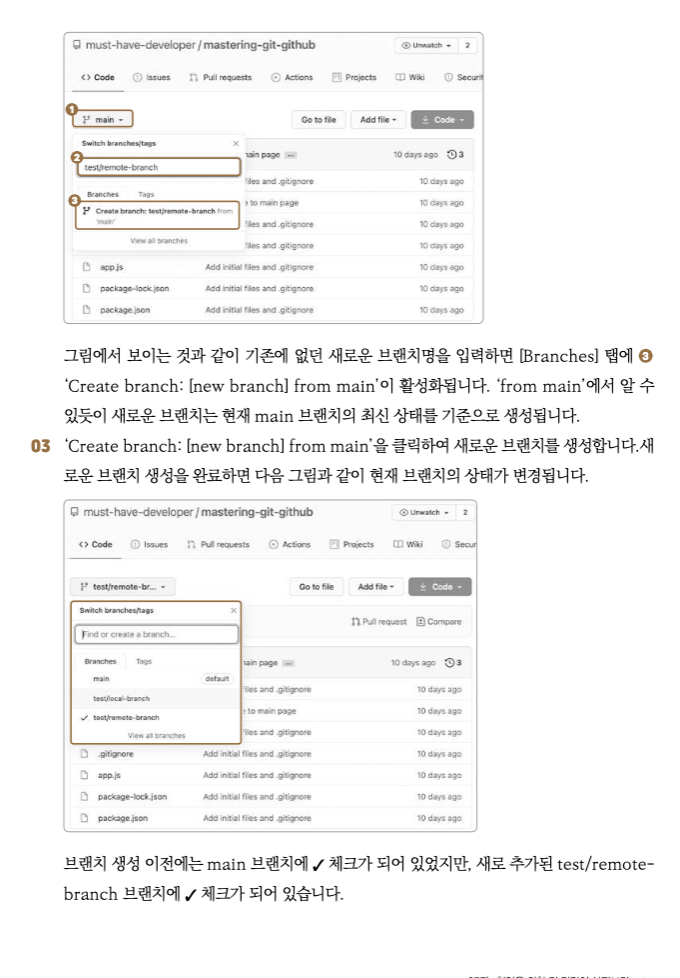 must-have-developer / mastering-git-github
Unwatch 2
Code Issues Pull requests Actions Projects Wiki
1
main Go to file Add file Code
Switch branches/tags
main page ... 10 days ago 3
2
test/remote-branch
files and .gitignore 10 days ago
Branches Tags
to main page 10 days ago
3
Create branch: test/remote-branch from
'main'
files and .gitignore 10 days ago
View all branches
files and .gitignore 10 days ago
app.js Add initial files and .gitignore 10 days ago
package-lock.json Add initial files and .gitignore 10 days ago
package.json Add initial files and .gitignore 10 days ago
그림에서 보이는 것과 같이 기존에 없던 새로운 브랜치명을 입력하면 [Branches] 탭에 ❸
‘Create branch: [new branch] from main’이 활성화됩니다. ‘from main’에서 알 수
있듯이 새로운 브랜치는 현재 main 브랜치의 최신 상태를 기준으로 생성됩니다.
03 ‘Create branch: [new branch] from main’을 클릭하여 새로운 브랜치를 생성합니다.새
로운 브랜치 생성을 완료하면 다음 그림과 같이 현재 브랜치의 상태가 변경됩니다.
must-have-developer / mastering-git-github
Unwatch 2
Code Issues Pull requests Actions Projects Wiki
test/remote-br... Go to file Add file Code
Switch branches/tags
Pull request Compare
Find or create a branch...
Branches Tags
main page ... 10 days ago 3
main default
files and .gitignore 10 days ago
test/local-branch
to main page 10 days ago
✓ test/remote-branch
files and .gitignore 10 days ago
View all branches
.gitignore Add initial files and .gitignore 10 days ago
app.js Add initial files and .gitignore 10 days ago
package-lock.json Add initial files and .gitignore 10 days ago
package.json Add initial files and .gitignore 10 days ago
브랜치 생성 이전에는 main 브랜치에 ✓ 체크가 되어 있었지만, 새로 추가된 test/remote-
branch 브랜치에 ✓ 체크가 되어 있습니다.